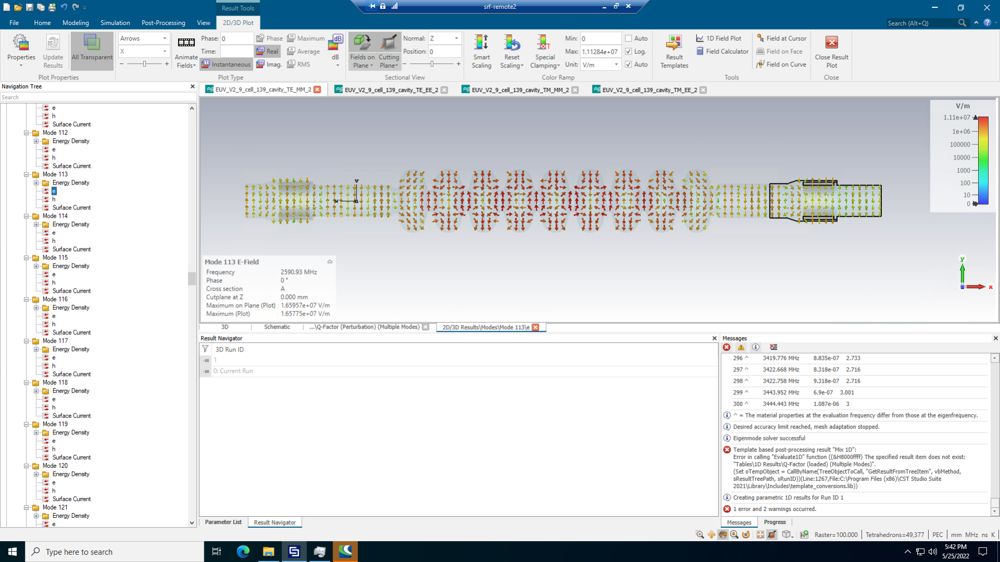 Result Tools
srf-remote2
File
Home
Modeling
Simulation
Post-Processing
View
2D/3D Plot
Search (Alt+Q)
Properties
Update Results
All Transparent
Plot Properties
Arrows
X
Animate Fields
Phase: 0
Time:
Phase
Real
Instantaneous
Imag.
Maximum
Average
RMS
dB
dB
Plot Type
Fields on Plane
Cutting Plane
Normal: Z
Position: 0
Sectional View
Smart Scaling
Reset Scaling
Special Clamping
Min: 0
Auto
Max: 1.11284e+07
Log.
Unit: V/m
Auto
Color Ramp
Result Templates
1D Field Plot
Field Calculator
Field at Cursor
Field on Face
Field on Curve
Tools
Close Result Plot
Close
Navigation Tree
Search
e
h
Surface Current
Mode 112
Energy Density
e
h
Surface Current
Mode 113
Energy Density
e
h
Surface Current
Mode 114
Energy Density
e
h
Surface Current
Mode 115
Energy Density
e
h
Surface Current
Mode 116
Energy Density
e
h
Surface Current
Mode 117
Energy Density
e
h
Surface Current
Mode 118
Energy Density
e
h
Surface Current
Mode 119
Energy Density
e
h
Surface Current
Mode 120
Energy Density
e
h
Surface Current
Mode 121
Energy Density
e
EUV_V2_9_cell_139_cavity_TE_MM_2
EUV_V2_9_cell_139_cavity_TE_EE_2
EUV_V2_9_cell_139_cavity_TM_MM_2
EUV_V2_9_cell_139_cavity_TM_EE_2
V/m
1.11e+07
1e+06
100000
10000
1000
100
10
0
v
w
u
y
z
x
Mode 113 E-Field
Frequency 2590.93 MHz
Phase 0 °
Cross section A
Cutplane at Z 0.000 mm
Maximum on Plane (Plot) 1.65957e+07 V/m
Maximum (Plot) 1.65775e+07 V/m
3D
Schematic
...\Q-Factor (Perturbation) (Multiple Modes)
2D/3D Results\Modes\Mode 113\e
Result Navigator
3D Run ID
1
0: Current Run
Parameter List
Result Navigator
Messages
296 ^ 3419.776 MHz 8.835e-07 2.733
297 ^ 3422.668 MHz 8.318e-07 2.716
298 ^ 3422.758 MHz 9.318e-07 2.716
299 ^ 3443.952 MHz 6.9e-07 3.001
300 ^ 3444.443 MHz 1.087e-06 3
^ = The material properties at the evaluation frequency differ from those at the eigenfrequency.
Desired accuracy limit reached, mesh adaptation stopped.
Eigenmode solver successful
Template based post-processing result "Mix 1D":
Error in calling "Evaluate1D" function ((&H8000ffff) The specified result item does not exist:
"Tables\1D Results\Q-Factor (loaded) (Multiple Modes)".
(Set oTempObject = CallByName(TreeObjectToCall, "GetResultFromTreeItem", vbMethod,
sResultTreePath, sRunID))(Line:1267,File:C:\Program Files (x86)\CST Studio Suite
2021\Library\Includes\template_conversions.lib))
Creating parametric 1D results for Run ID 1
1 error and 2 warnings occurred.
Messages
Progress
Raster=100.000
Tetrahedrons=49,377
PEC
mm MHz ns K
Type here to search
5:42 PM
5/25/2022